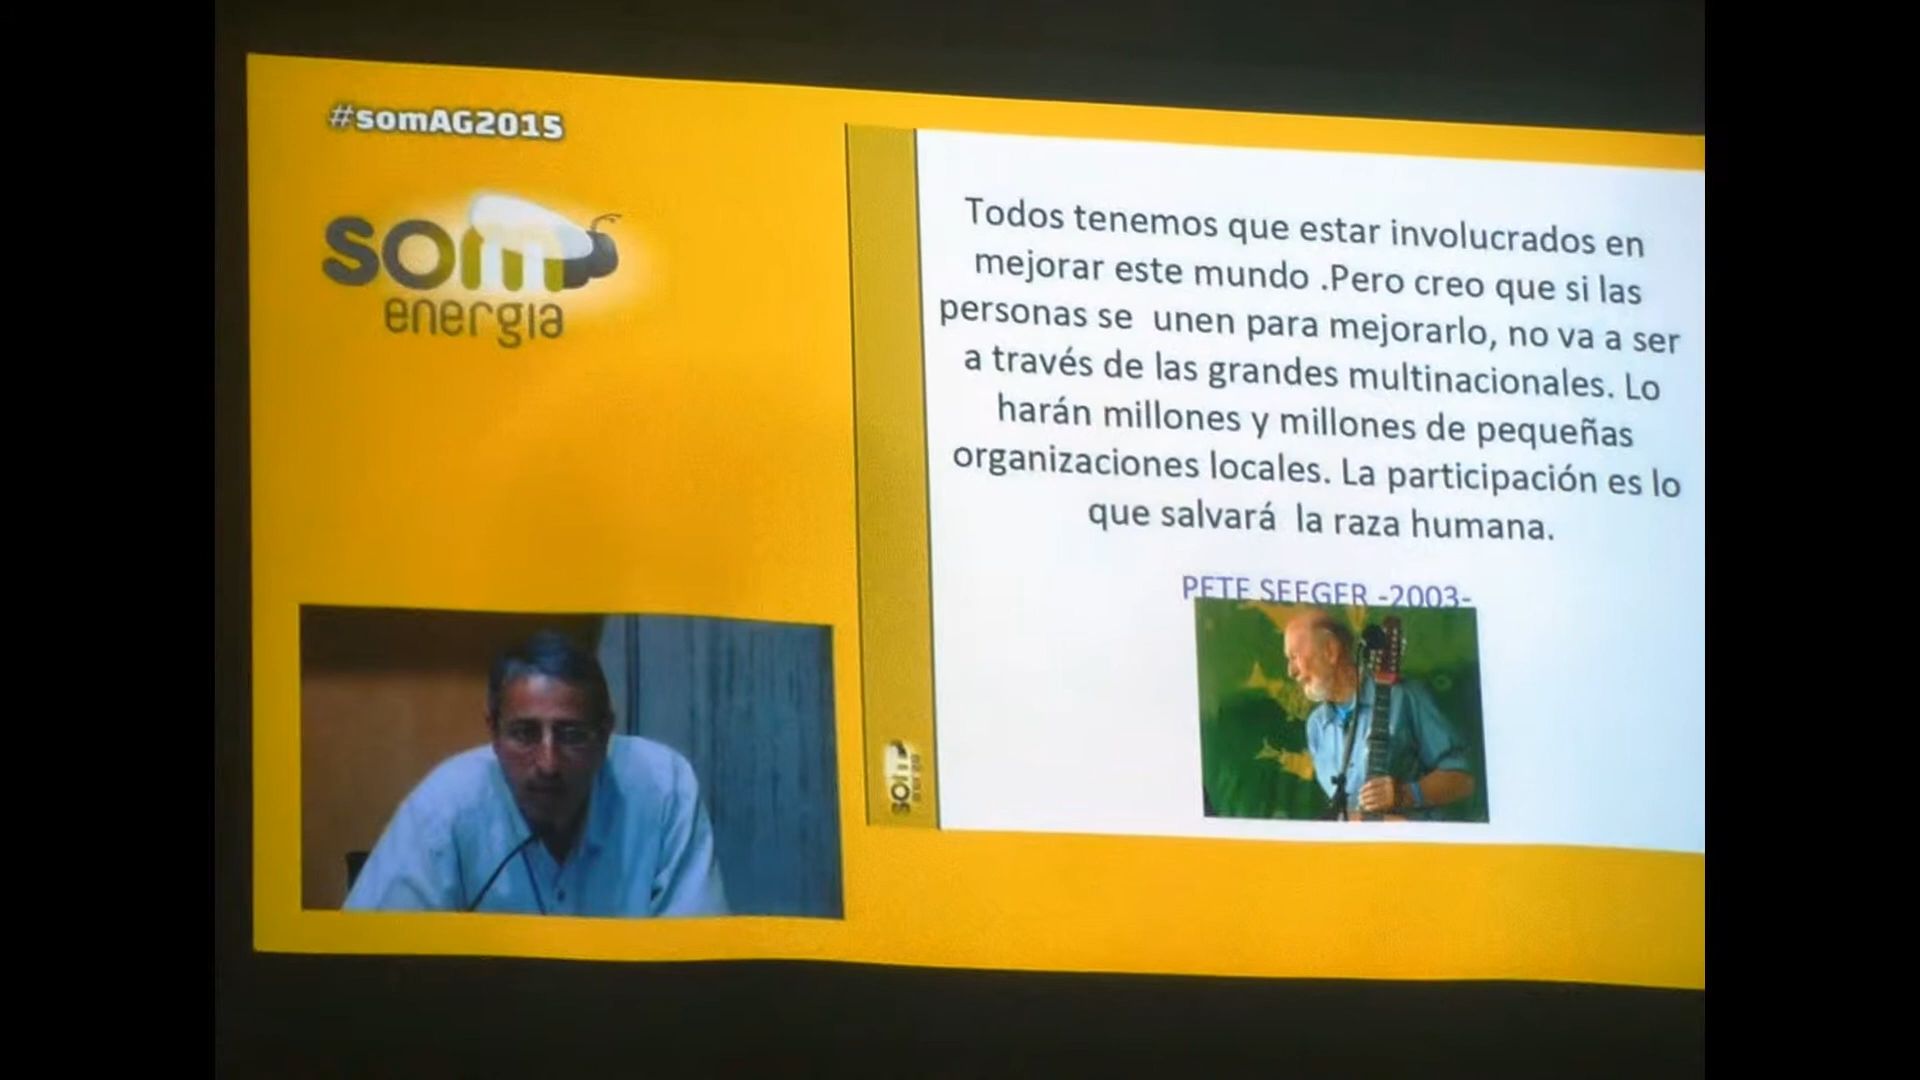 #somAG2015
som
energia
Todos tenemos que estar involucrados en
mejorar este mundo .Pero creo que si las
personas se unen para mejorarlo, no va a ser
a través de las grandes multinacionales. Lo
harán millones y millones de pequeñas
organizaciones locales. La participación es lo
que salvará la raza humana.
PETE SEEGER -2003-
som